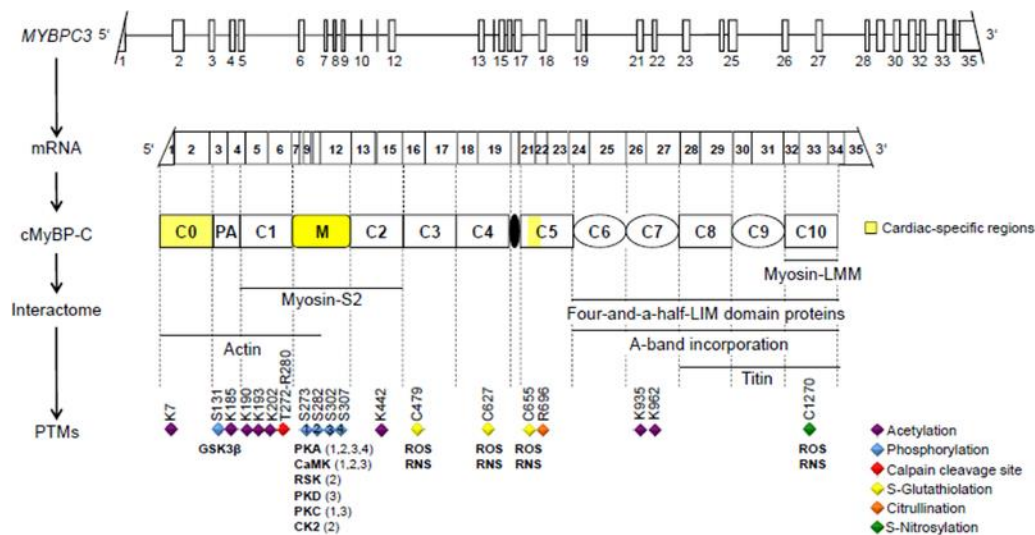 MYBPC3 5' 3'
1 2 3 4 5 6 7 8 9 10 12 13 15 17 18 19 21 22 23 25 26 27 28 30 32 33 35
mRNA 5' 1 2 3 4 5 6 7 9 12 13 15 16 17 18 19 21 22 23 24 25 26 27 28 29 30 31 32 33 34 35 3'
cMyBP-C C0 PA C1 M C2 C3 C4 C5 C6 C7 C8 C9 C10 Cardiac-specific regions
Myosin-LMM
Interactome Myosin-S2 Four-and-a-half-LIM domain proteins
Actin A-band incorporation
Titin
K7 S131 K185 K190 K193 K202 T272-R280 S273 S282 S302 S307 K442 C479 C627 C655 R696 K935 K962 C1270
PTMs 1 2 3 4 Acetylation
GSK3β PKA (1,2,3,4) ROS ROS ROS ROS Phosphorylation
CaMK (1,2,3) RNS RNS RNS RNS Calpain cleavage site
RSK (2) S-Glutathiolation
PKD (3)
PKC (1,3) Citrullination
CK2 (2) S-Nitrosylation